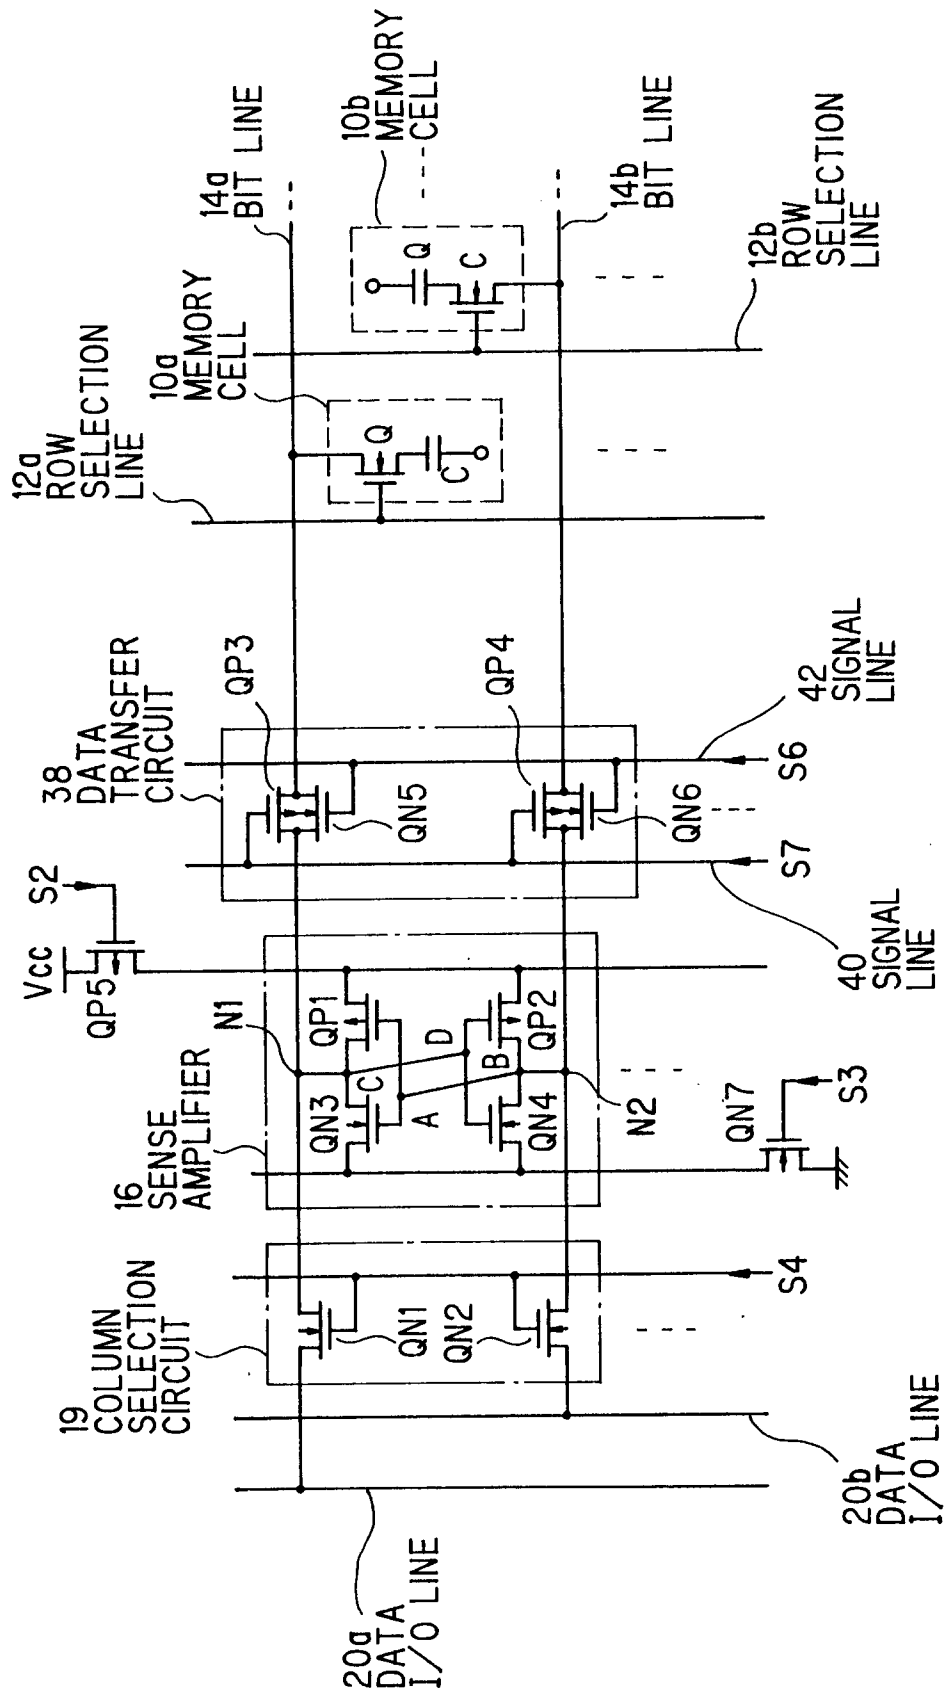 12a
ROW
SELECTION
LINE
10a
MEMORY
CELL
14a
BIT LINE
10b
MEMORY
CELL
Q
C
Q
C
14b
BIT LINE
12b
ROW
SELECTION
LINE
38
DATA
TRANSFER
CIRCUIT
QP3
QN5
QP4
QN6
S6
42
SIGNAL
LINE
S7
40
SIGNAL
LINE
S2
Vcc
QP5
N1
16
SENSE
AMPLIFIER
QP1
QN3
C
A
D
B
QP2
QN4
N2
QN7
S3
19
COLUMN
SELECTION
CIRCUIT
QN1
QN2
S4
20a
DATA
I/O LINE
20b
DATA
I/O LINE